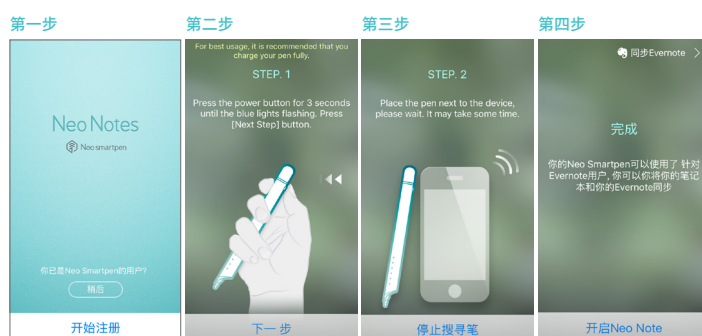 第一步
Neo Notes
Neo smartpen
你已是Neo Smartpen的用户?
稍后
开始注册
第二步
For best usage, it is recommended that you
charge your pen fully.
STEP. 1
Press the power button for 3 seconds
until the blue lights flashing. Press
[Next Step] button.
下一 步
第三步
STEP. 2
Place the pen next to the device,
please wait. It may take some time.
停止搜寻笔
第四步
同步Evernote
完成
你的Neo Smartpen可以使用了 针对
Evernote用户, 你可以你将你的笔记
本和你的Evernote同步
开启Neo Note